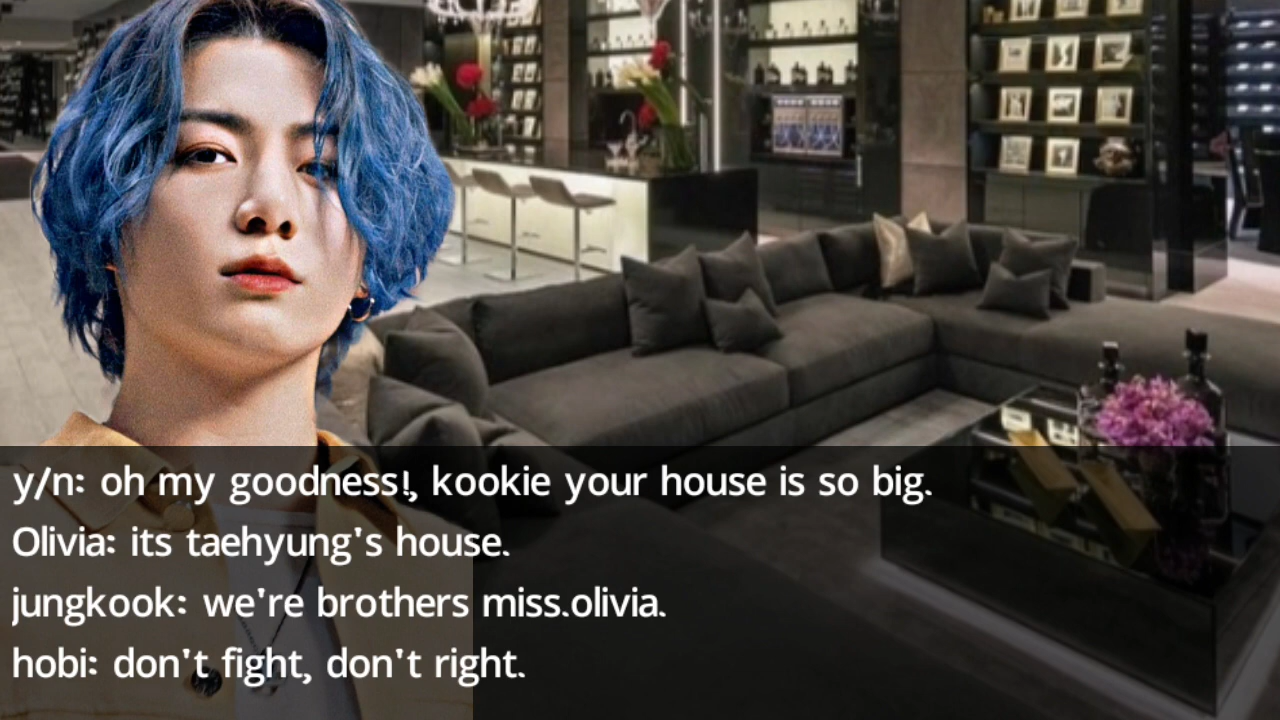 y/n: oh my goodness!, kookie your house is so big.
Olivia: its taehyung's house.
jungkook: we're brothers miss.olivia.
hobi: don't fight, don't right.